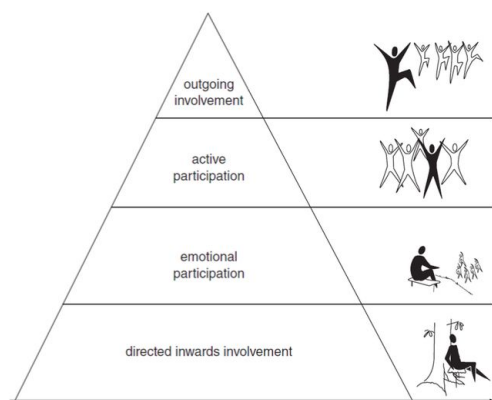 outgoing
involvement
active
participation
emotional
participation
directed inwards involvement